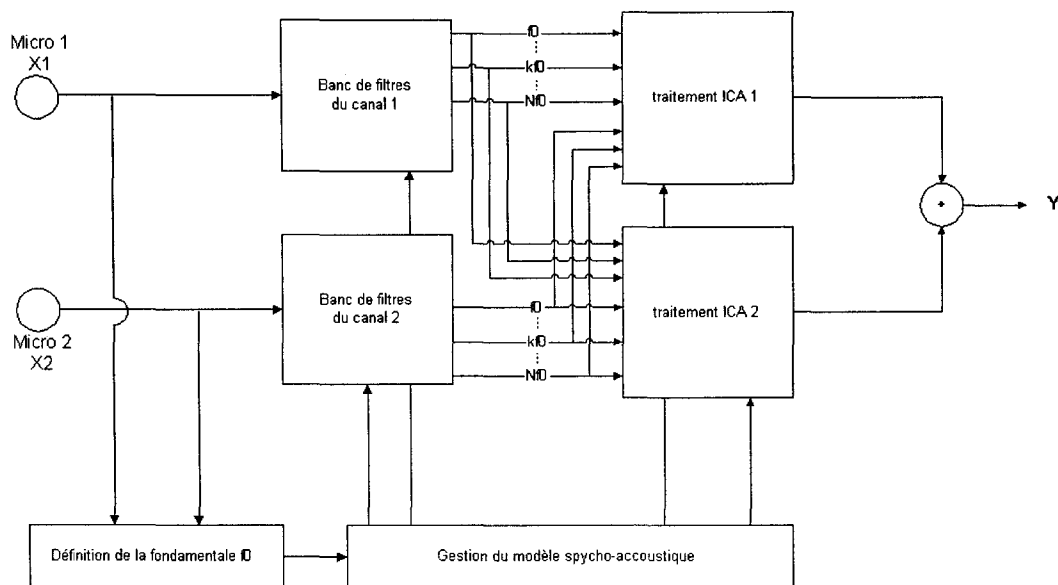 Micro 1
X1
Banc de filtres
du canal 1
f0
kf0
Nf0
traitement ICA 1
+
Y
Micro 2
X2
Banc de filtres
du canal 2
f0
kf0
Nf0
traitement ICA 2
Définition de la fondamentale f0
Gestion du modèle spycho-accoustique